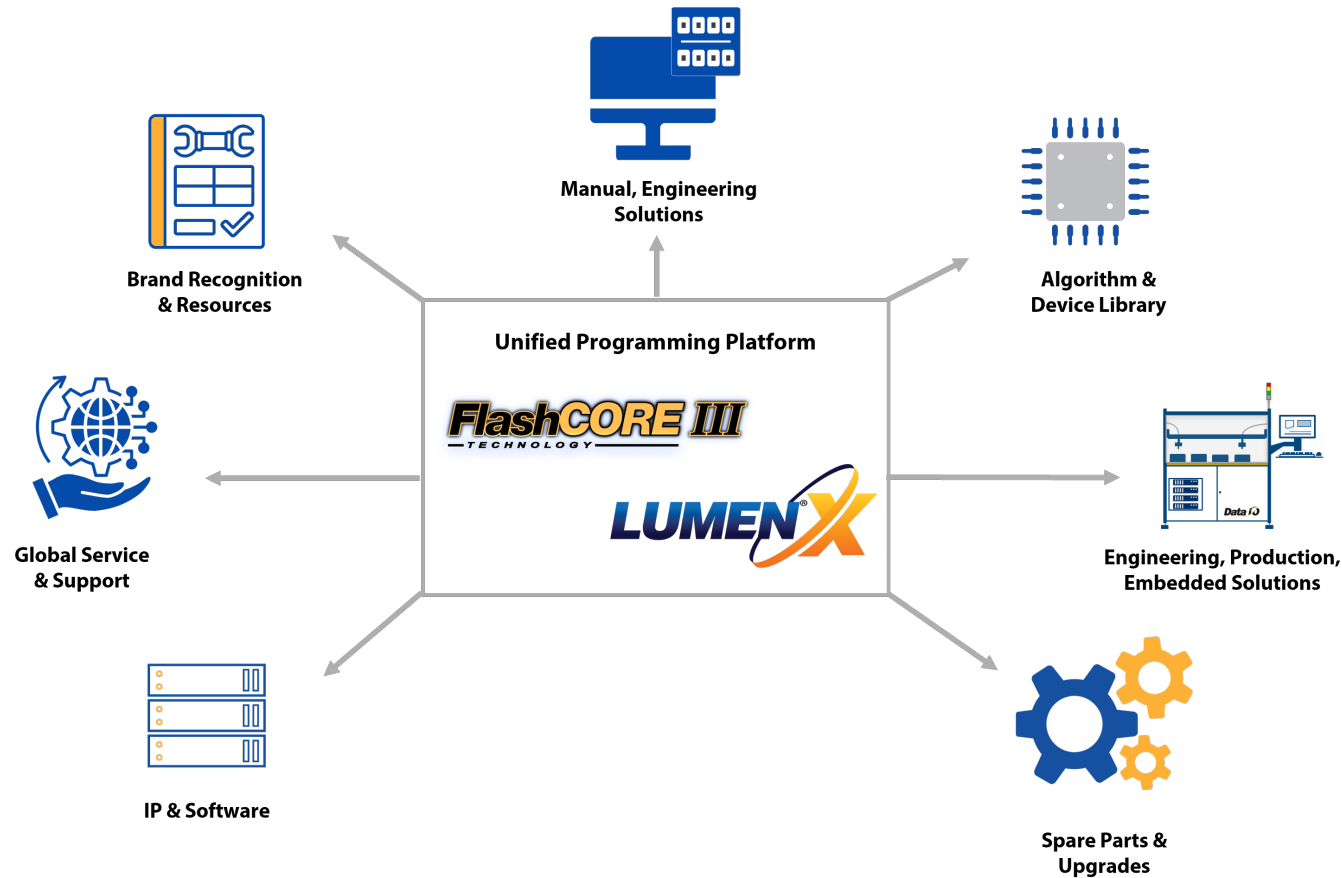 Manual, Engineering
Solutions
Brand Recognition
& Resources
Algorithm &
Device Library
Unified Programming Platform
FlashCORE III
TECHNOLOGY
LUMEN®X
Data I/O
Global Service
& Support
Engineering, Production,
Embedded Solutions
IP & Software
Spare Parts &
Upgrades